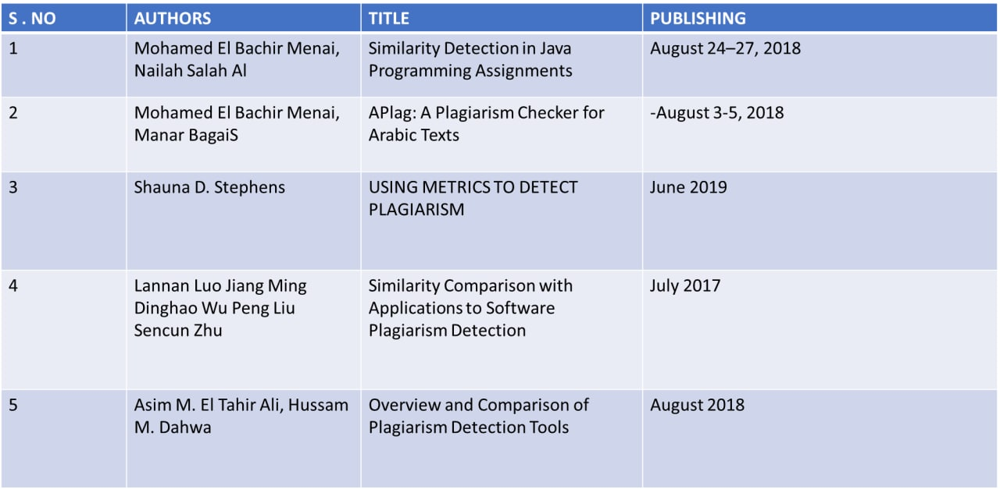 S . NO AUTHORS TITLE PUBLISHING
1 Mohamed El Bachir Menai, Similarity Detection in Java August 24–27, 2018
Nailah Salah Al Programming Assignments
2 Mohamed El Bachir Menai, APlag: A Plagiarism Checker for -August 3-5, 2018
Manar BagaiS Arabic Texts
3 Shauna D. Stephens USING METRICS TO DETECT June 2019
PLAGIARISM
4 Lannan Luo Jiang Ming Similarity Comparison with July 2017
Dinghao Wu Peng Liu Applications to Software
Sencun Zhu Plagiarism Detection
5 Asim M. El Tahir Ali, Hussam Overview and Comparison of August 2018
M. Dahwa Plagiarism Detection Tools